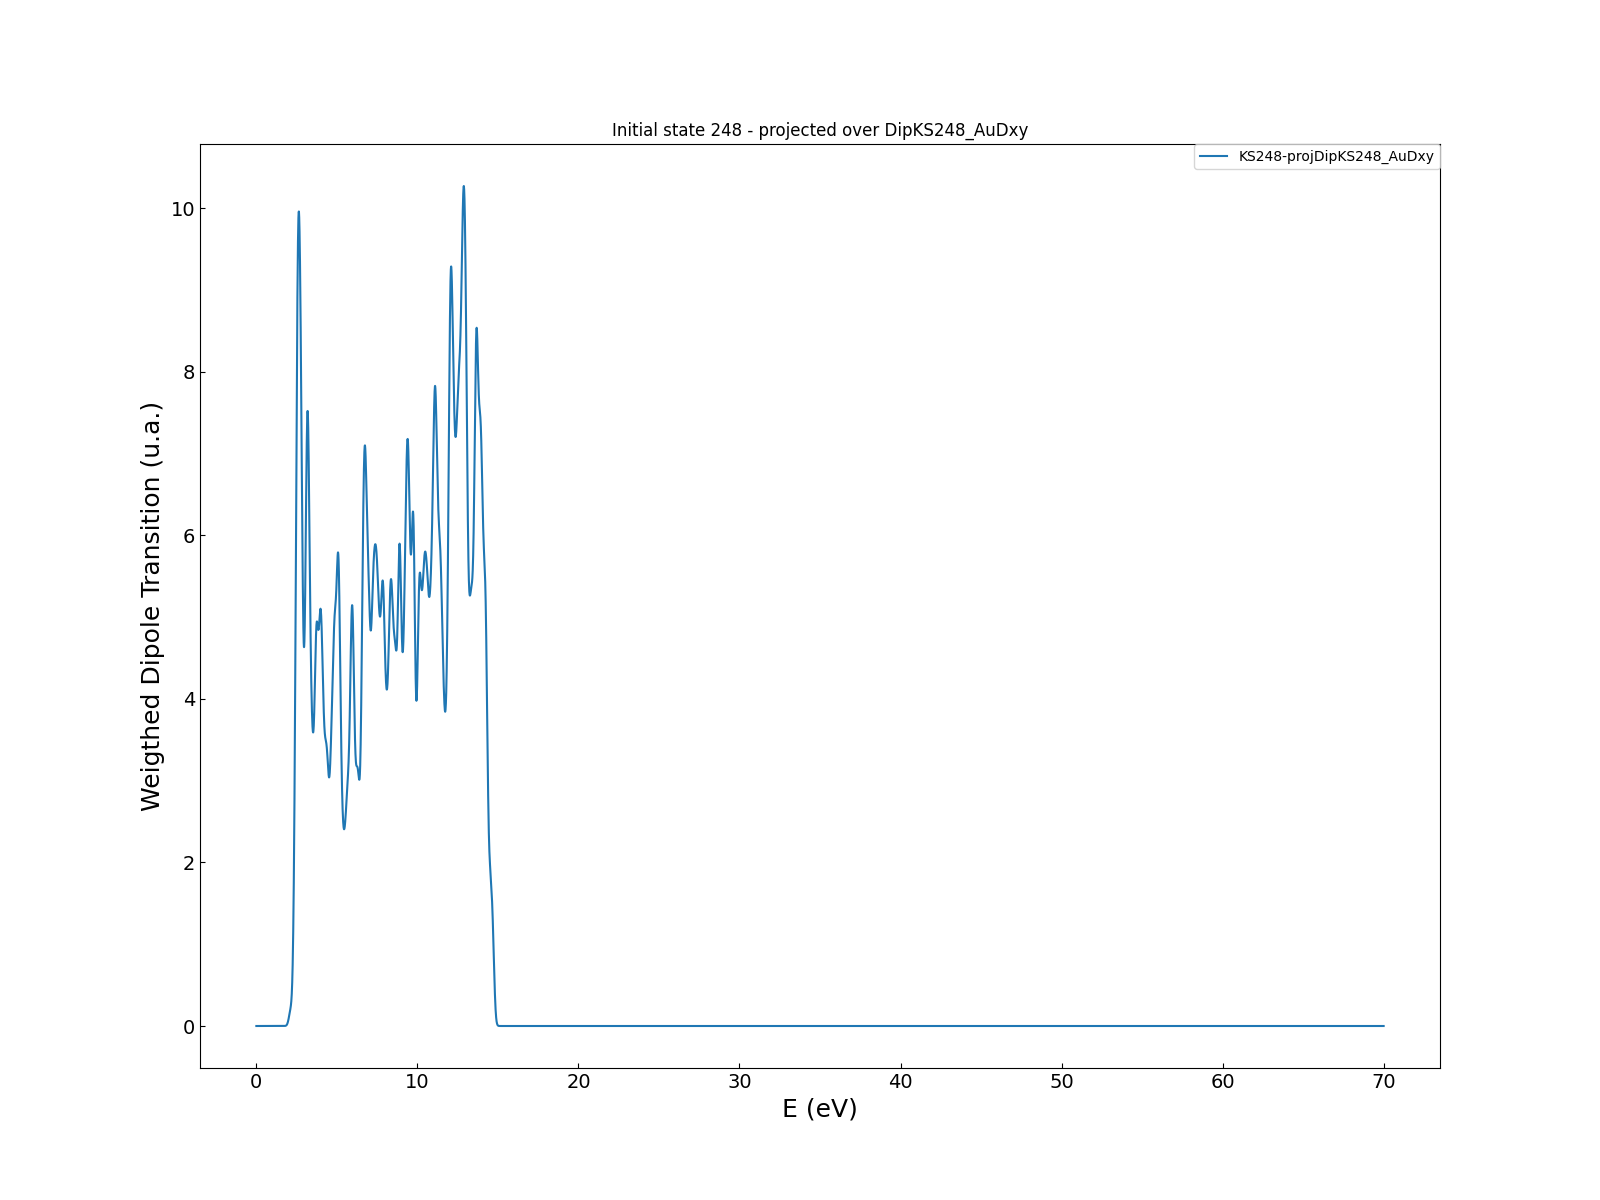 Initial state 248 - projected over DipKS248_AuDxy
KS248-projDipKS248_AuDxy
10
8
6
4
2
0
Weigthed Dipole Transition (u.a.)
0 10 20 30 40 50 60 70
E (eV)